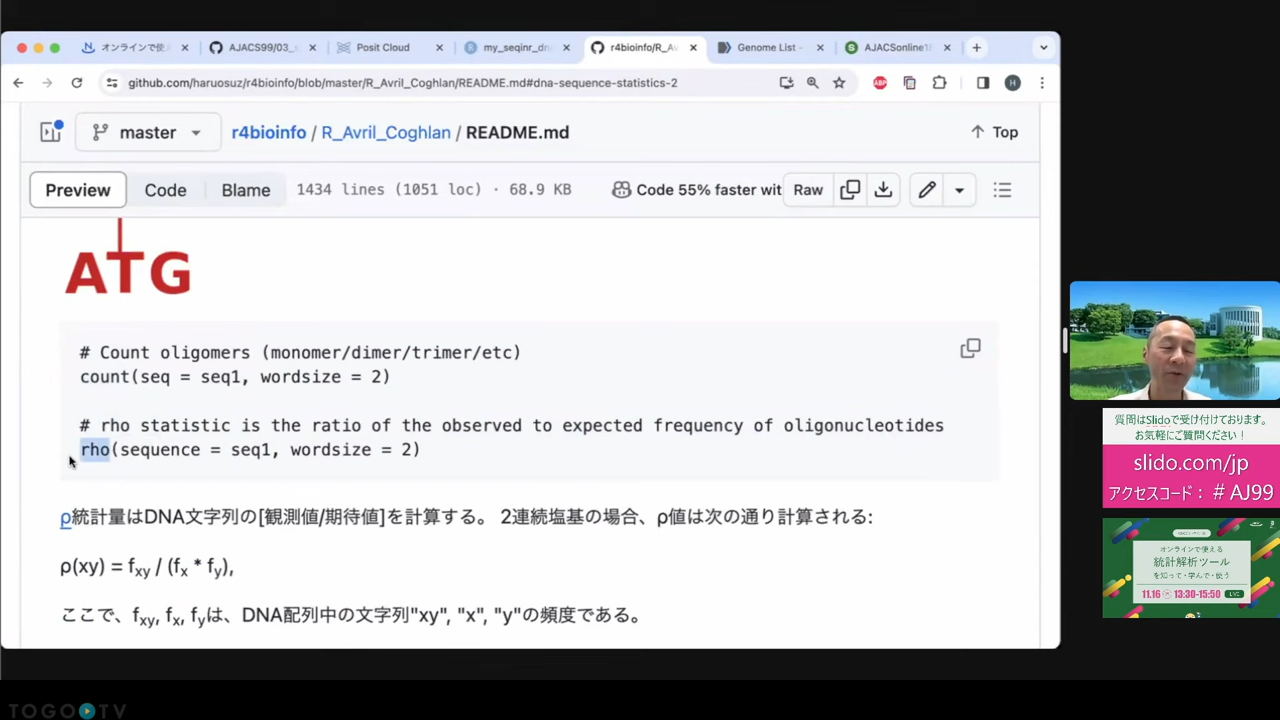 オンラインで使
AJACS99/03_
Posit Cloud
my_seqinr_dn
r4bioinfo/R_Av
Genome List -
AJACSonline1
github.com/haruosuz/r4bioinfo/blob/master/R_Avril_Coghlan/README.md#dna-sequence-statistics-2
ABP
H
master
r4bioinfo / R_Avril_Coghlan / README.md
Top
Preview
Code
Blame
1434 lines (1051 loc) · 68.9 KB
Code 55% faster wit
Raw
ATG
# Count oligomers (monomer/dimer/trimer/etc)
count(seq = seq1, wordsize = 2)
# rho statistic is the ratio of the observed to expected frequency of oligonucleotides
rho(sequence = seq1, wordsize = 2)
ρ統計量はDNA文字列の[観測値/期待値]を計算する。 2連続塩基の場合、ρ値は次の通り計算される:
ρ(xy) = fxy / (fx * fy),
ここで、fxy, fx, fyは、DNA配列中の文字列"xy", "x", "y"の頻度である。
質問はSlidoで受け付けております。
お気軽にご質問ください！
slido.com/jp
アクセスコード：＃AJ99
オンラインで使える
統計解析ツール
を知って・学んで・使う
11.16 13:30-15:50 LIVE
TOGO TV